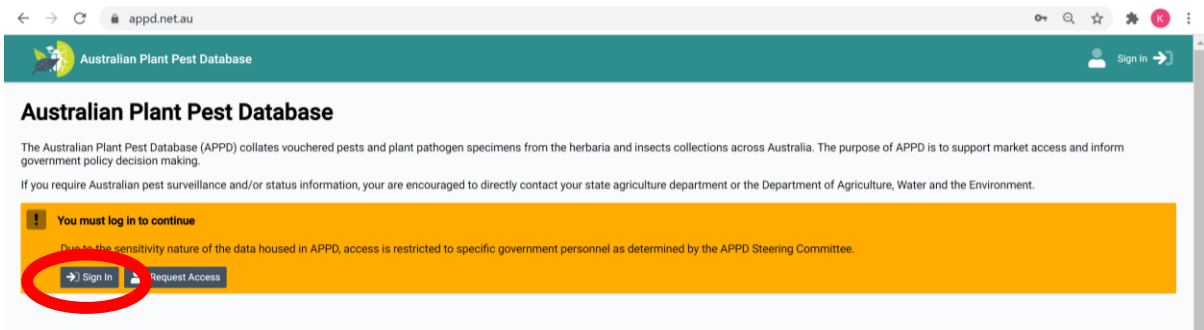 appd.net.au
K
Australian Plant Pest Database
Sign In
Australian Plant Pest Database
The Australian Plant Pest Database (APPD) collates vouchered pests and plant pathogen specimens from the herbaria and insects collections across Australia. The purpose of APPD is to support market access and inform
government policy decision making.
If you require Australian pest surveillance and/or status information, your are encouraged to directly contact your state agriculture department or the Department of Agriculture, Water and the Environment.
! You must log in to continue
Due to the sensitivity nature of the data housed in APPD, access is restricted to specific government personnel as determined by the APPD Steering Committee.
Sign In Request Access